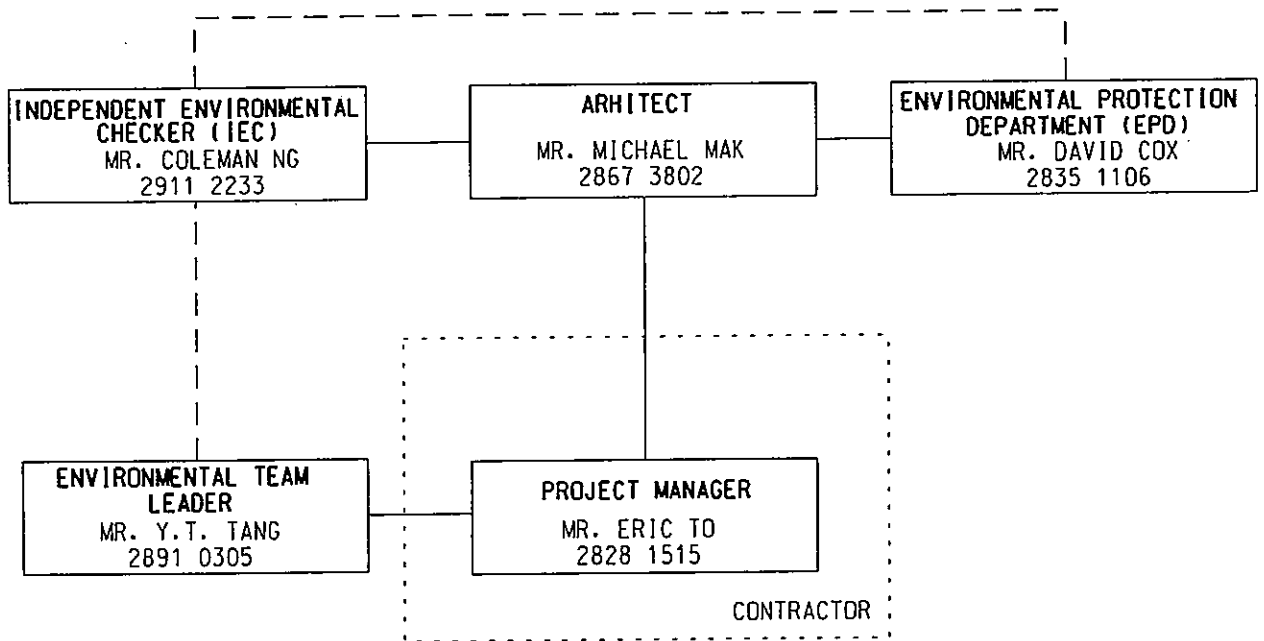 INDEPENDENT ENVIRONMENTAL
CHECKER (IEC)
MR. COLEMAN NG
2911 2233
ARHITECT
MR. MICHAEL MAK
2867 3802
ENVIRONMENTAL PROTECTION
DEPARTMENT (EPD)
MR. DAVID COX
2835 1106
ENVIRONMENTAL TEAM
LEADER
MR. Y.T. TANG
2891 0305
PROJECT MANAGER
MR. ERIC TO
2828 1515
CONTRACTOR